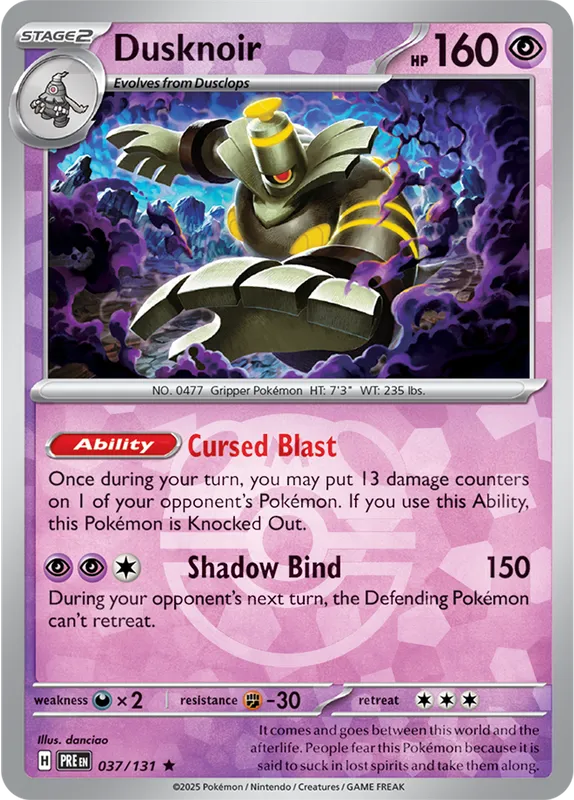 STAGE2 Dusknoir HP 160
Evolves from Dusclops
NO. 0477 Gripper Pokémon HT: 7'3" WT: 235 lbs.
Ability Cursed Blast
Once during your turn, you may put 13 damage counters
on 1 of your opponent's Pokémon. If you use this Ability,
this Pokémon is Knocked Out.
Shadow Bind 150
During your opponent's next turn, the Defending Pokémon
can't retreat.
weakness ×2 resistance -30 retreat
Illus. danciao
H PRE EN 037/131 ★
It comes and goes between this world and the
afterlife. People fear this Pokémon because it is
said to suck in lost spirits and take them along.
©2025 Pokémon / Nintendo / Creatures / GAME FREAK